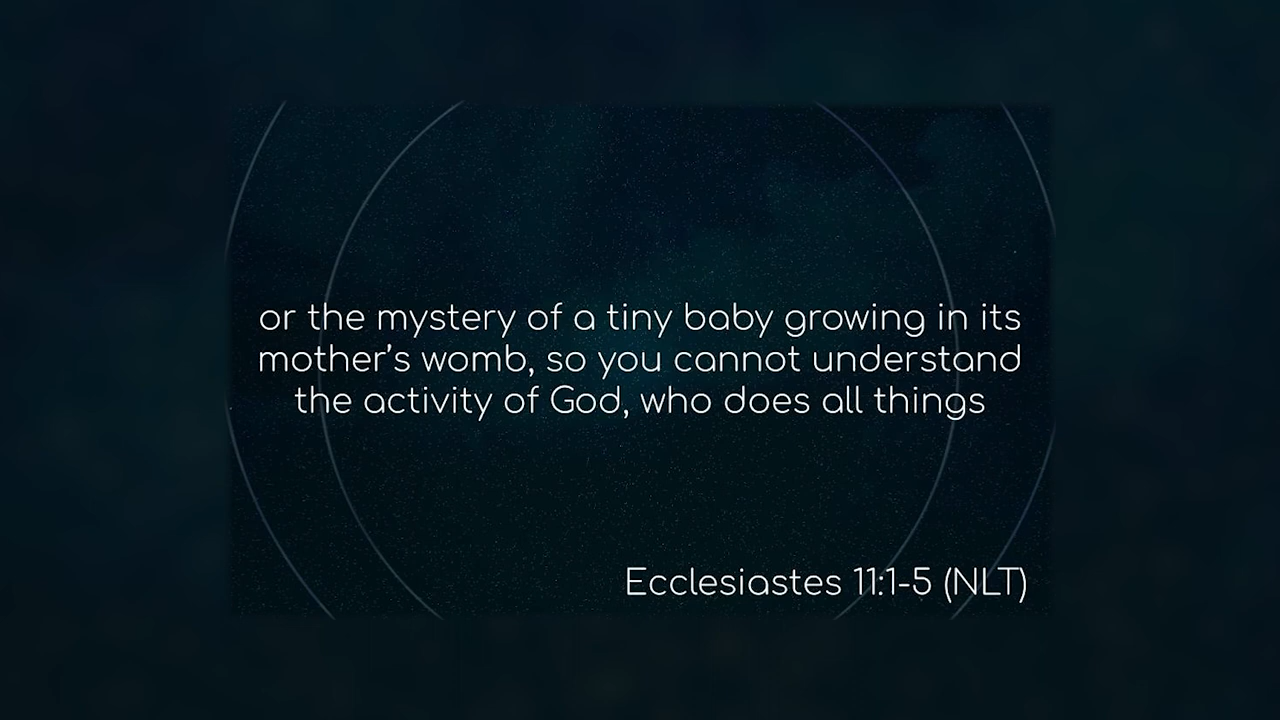 or the mystery of a tiny baby growing in its
mother's womb, so you cannot understand
the activity of God, who does all things
Ecclesiastes 11:1-5 (NLT)